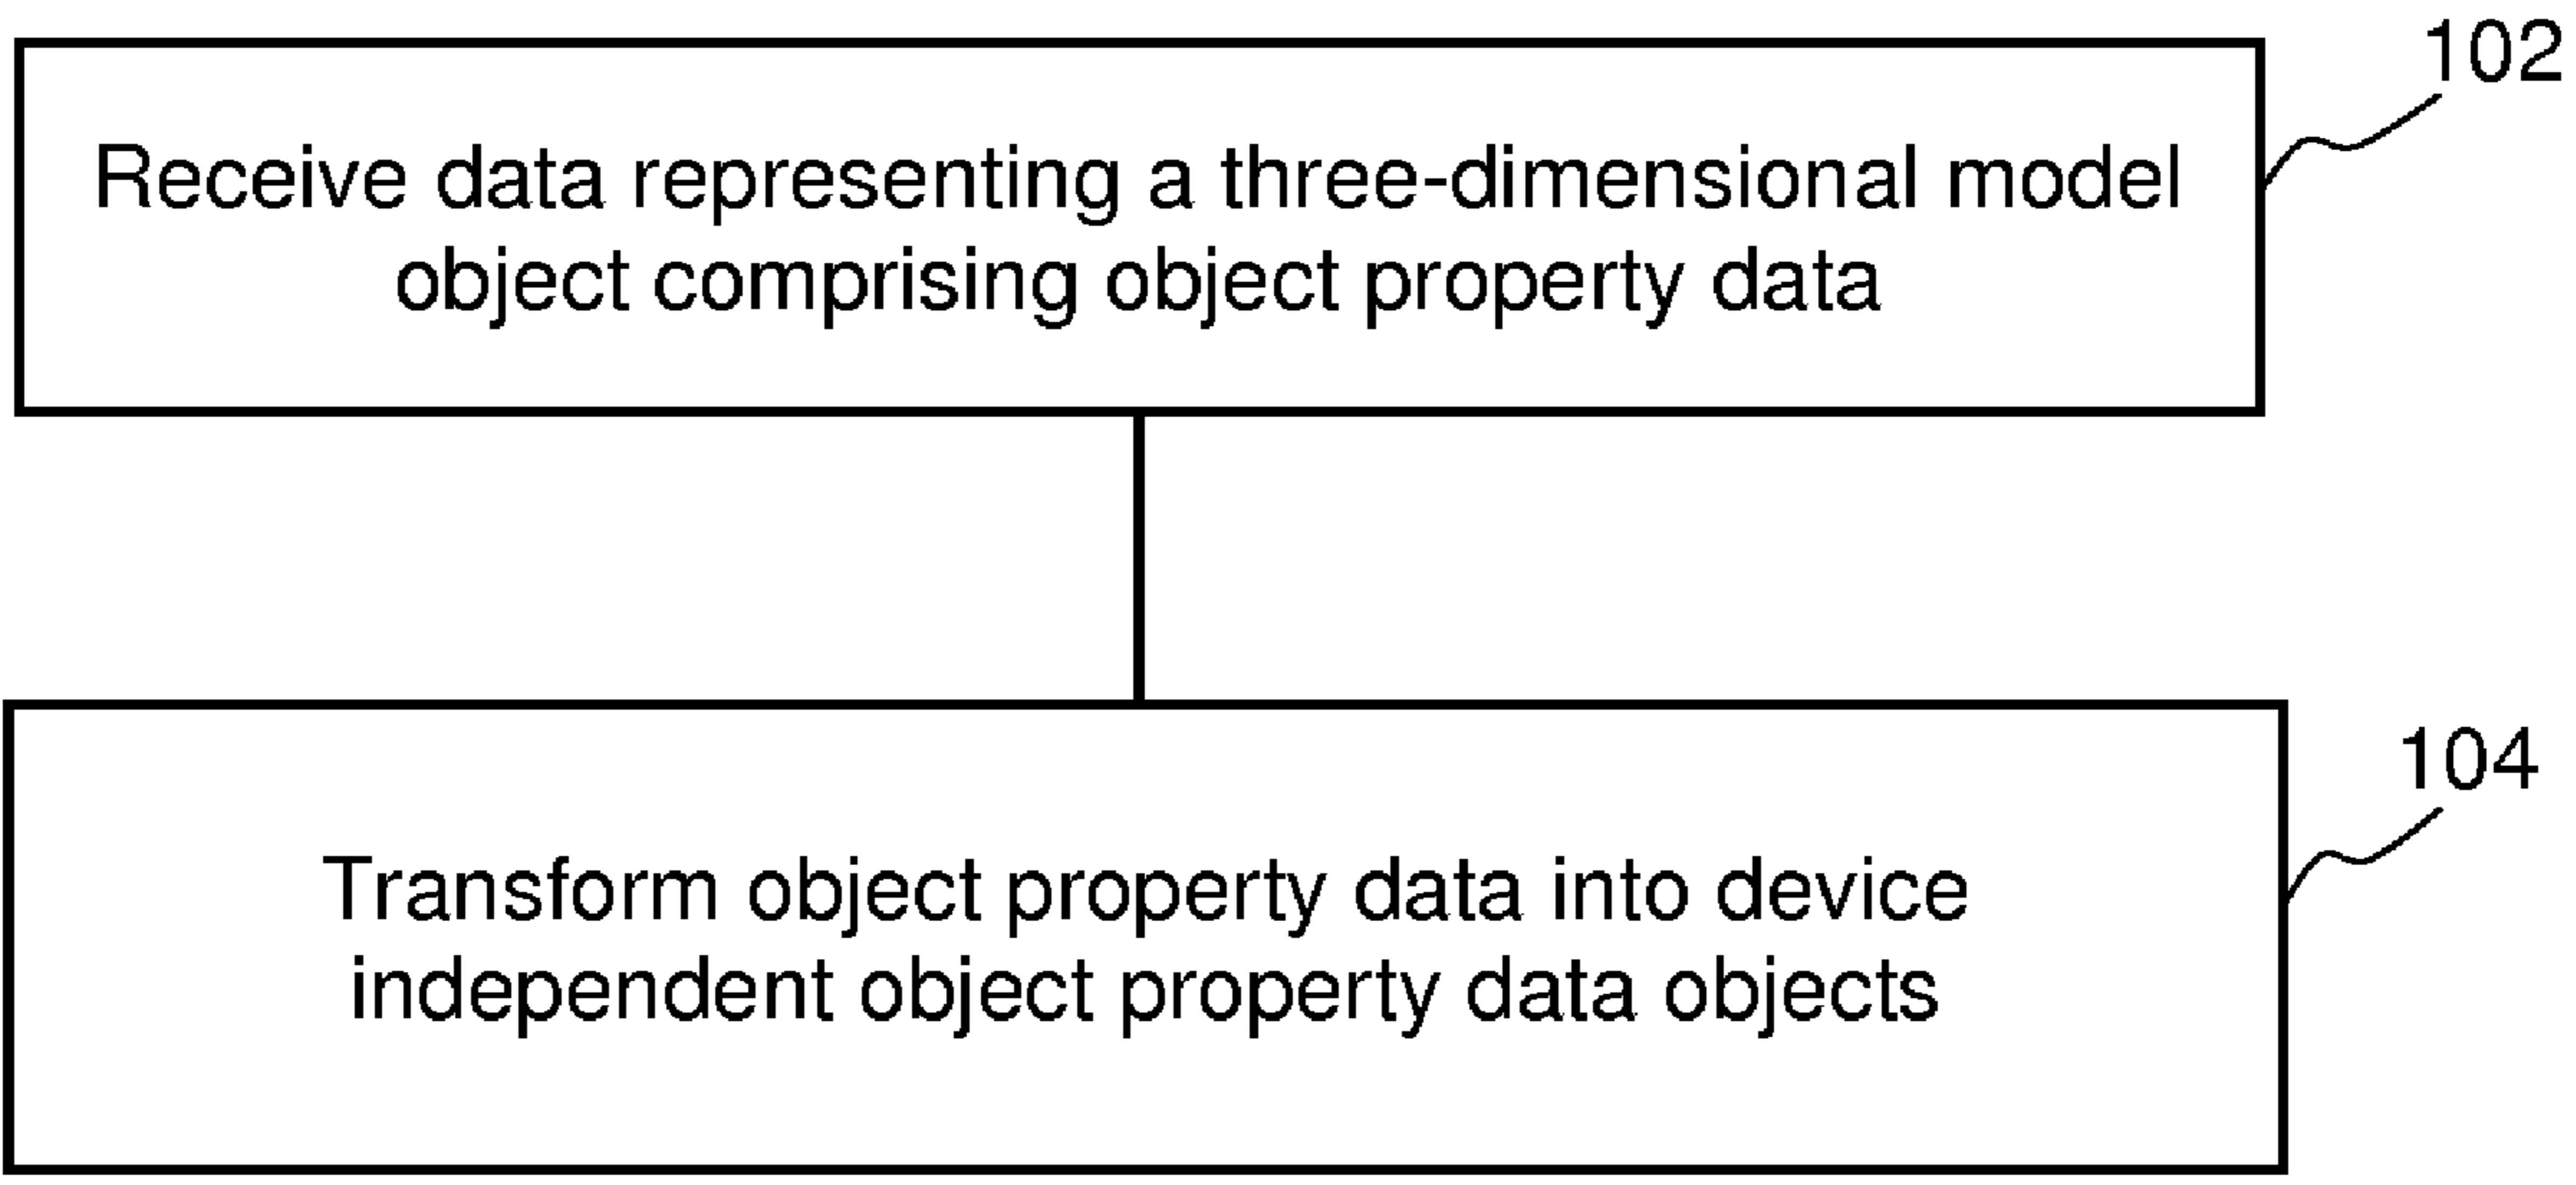 102
Receive data representing a three-dimensional model
object comprising object property data
104
Transform object property data into device
independent object property data objects